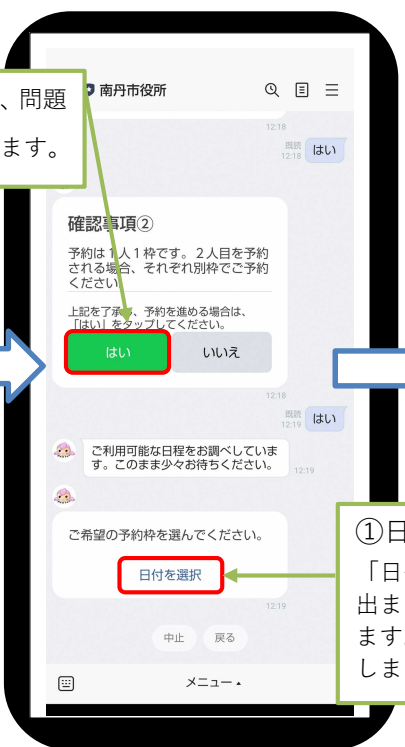 、問題
ます。
南丹市役所
12:18
既読
12:18
はい
確認事項②
予約は1人1枠です。2人目を予約
される場合、それぞれ別枠でご予約
ください
上記を了承、予約を進める場合は、
「はい」をタップしてください。
はい
いいえ
12:18
既読
12:19
はい
ご利用可能な日程をお調べしていま
す。このまま少々お待ちください。
12:19
ご希望の予約枠を選んでください。
日付を選択
12:19
中止
戻る
メニュー
①日
「日
出ま
ます
しま